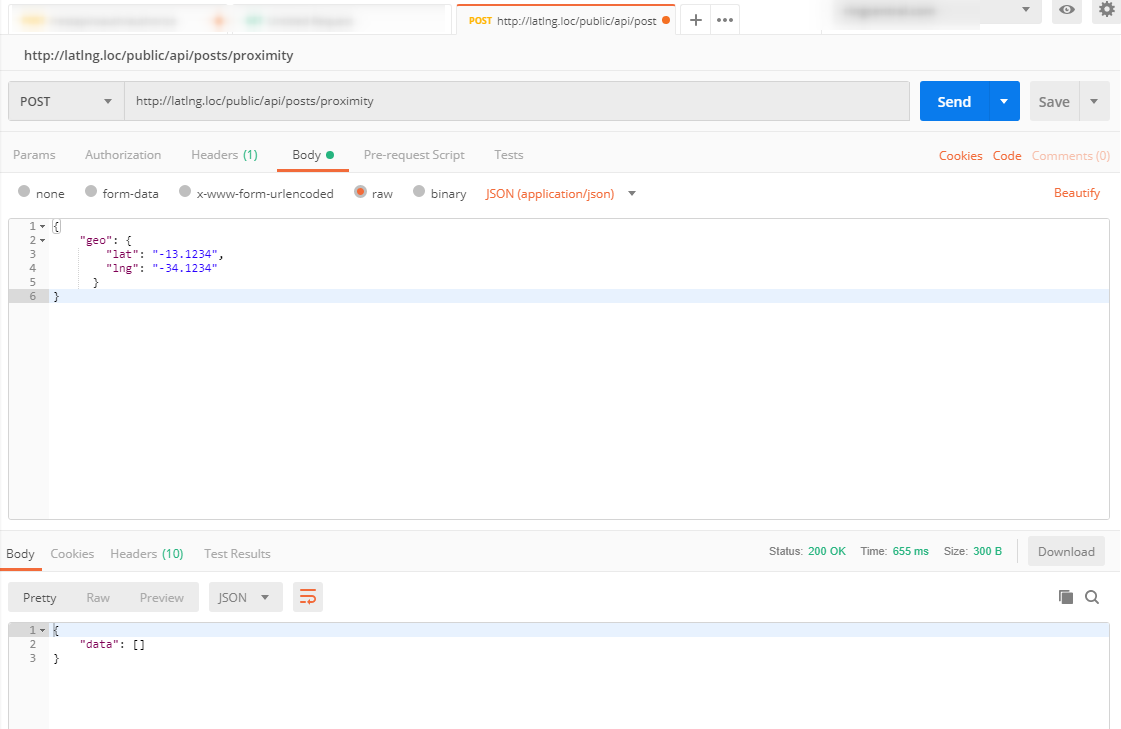 POST http://latlng.loc/public/api/post
http://latlng.loc/public/api/posts/proximity
POST http://latlng.loc/public/api/posts/proximity Send Save
Params Authorization Headers (1) Body Pre-request Script Tests Cookies Code Comments (0)
none form-data x-www-form-urlencoded raw binary JSON (application/json) Beautify
1 {
2 "geo": {
3 "lat": "-13.1234",
4 "lng": "-34.1234"
5 }
6 }
Body Cookies Headers (10) Test Results Status: 200 OK Time: 655 ms Size: 300 B Download
Pretty Raw Preview JSON
1 {
2 "data": []
3 }